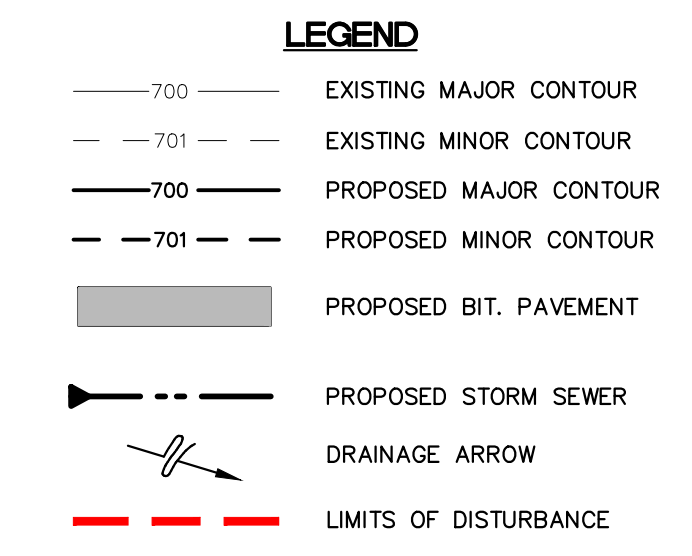 LEGEND
700 EXISTING MAJOR CONTOUR
701 EXISTING MINOR CONTOUR
700 PROPOSED MAJOR CONTOUR
701 PROPOSED MINOR CONTOUR
PROPOSED BIT. PAVEMENT
PROPOSED STORM SEWER
DRAINAGE ARROW
LIMITS OF DISTURBANCE